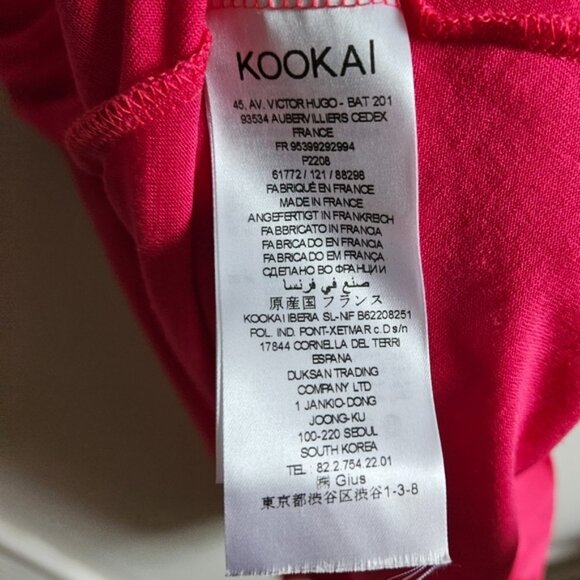 KOOKAI
45, AV. VICTOR HUGO - BAT 201
93534 AUBERVILLIERS CEDEX
FRANCE
FR 95399292994
P2208
61772 / 121 / 88298
FABRIQUÉ EN FRANCE
MADE IN FRANCE
ANGEFERTIGT IN FRANKREICH
FABBRICATO IN FRANCIA
FABRICADO EN FRANCIA
FABRICADO EM FRANÇA
СДЕЛАНО ВО ФРАНЦИИ
صنع في فرنسا
原産国 フランス
KOOKAI IBERIA SL-NIF B62208251
POL. IND. PONT-XETMAR c.D s/n
17844 CORNELLA DEL TERRI
ESPANA
DUKSAN TRADING
COMPANY LTD
1 JANKIO-DONG
JOONG-KU
100-220 SEOUL
SOUTH KOREA
TEL : 82.2.754.22.01
㈱ Gius
東京都渋谷区渋谷1-3-8